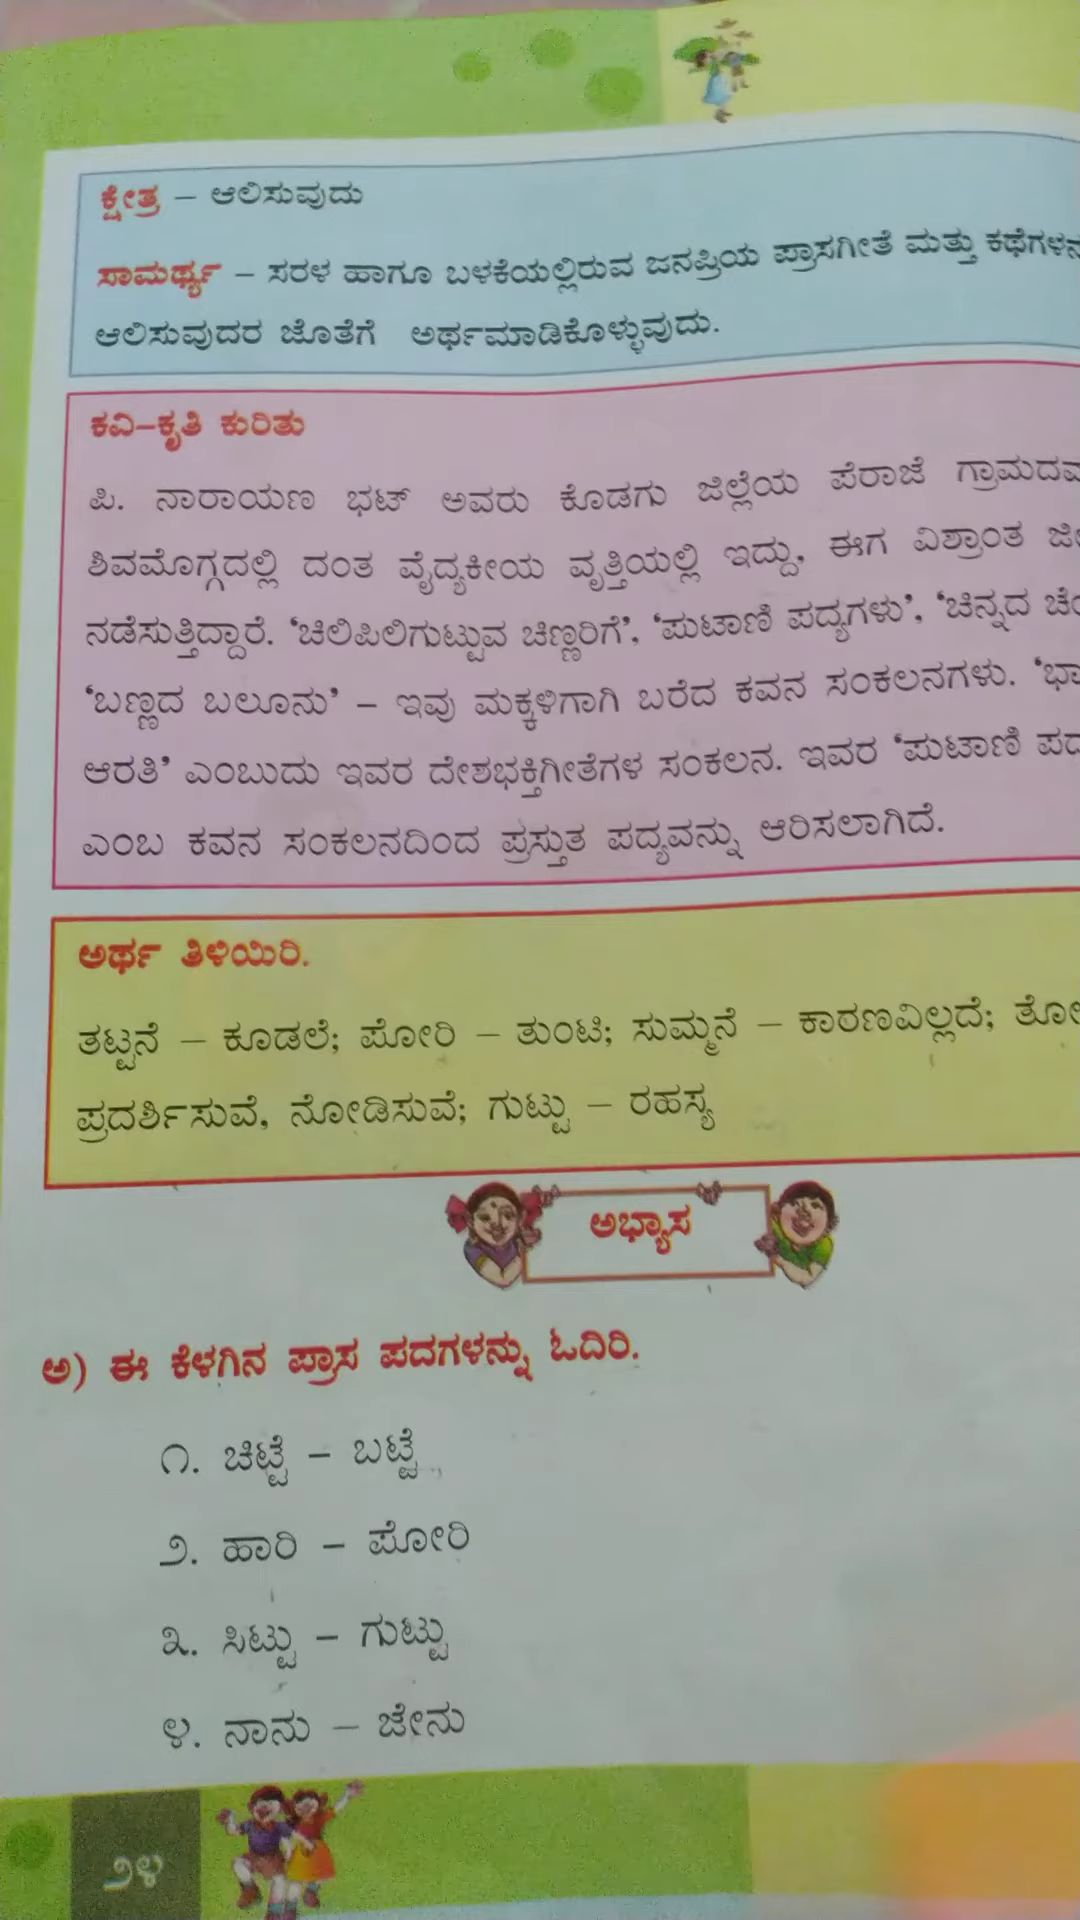 ಕ್ಷೇತ್ರ – ಆಲಿಸುವುದು
ಸಾಮರ್ಥ್ಯ – ಸರಳ ಹಾಗೂ ಬಳಕೆಯಲ್ಲಿರುವ ಜನಪ್ರಿಯ ಪ್ರಾಸಗೀತೆ ಮತ್ತು
ಆಲಿಸುವುದರ ಜೊತೆಗೆ ಅರ್ಥಮಾಡಿಕೊಳ್ಳುವುದು.
ಕವಿ–ಕೃತಿ ಕುರಿತು
ಪಿ. ನಾರಾಯಣ ಭಟ್ ಅವರು ಕೊಡಗು ಜಿಲ್ಲೆಯ ಪೆರಾಜೆ
ಶಿವಮೊಗ್ಗದಲ್ಲಿ ದಂತ ವೈದ್ಯಕೀಯ ವೃತ್ತಿಯಲ್ಲಿ ಇದ್ದು, ಈಗ ವಿಶ್ರಾಂತ
ನಡೆಸುತ್ತಿದ್ದಾರೆ. ‘ಚಿಲಿಪಿಲಿಗುಟ್ಟುವ ಚಿಣ್ಣರಿಗೆ’, ‘ಪುಟಾಣಿ ಪದ್ಯಗಳು’, ‘ಚಿನ್ನದ
‘ಬಣ್ಣದ ಬಲೂನು’ – ಇವು ಮಕ್ಕಳಿಗಾಗಿ ಬರೆದ ಕವನ ಸಂಕಲನಗಳು.
ಆರತಿ’ ಎಂಬುದು ಇವರ ದೇಶಭಕ್ತಿಗೀತೆಗಳ ಸಂಕಲನ. ಇವರ ‘ಪುಟಾಣಿ
ಎಂಬ ಕವನ ಸಂಕಲನದಿಂದ ಪ್ರಸ್ತುತ ಪದ್ಯವನ್ನು ಆರಿಸಲಾಗಿದೆ.
ಅರ್ಥ ತಿಳಿಯಿರಿ.
ತಟ್ಟನೆ – ಕೂಡಲೆ; ಪೋರಿ – ತುಂಟಿ; ಸುಮ್ಮನೆ – ಕಾರಣವಿಲ್ಲದೆ;
ಪ್ರದರ್ಶಿಸುವೆ, ನೋಡಿಸುವೆ; ಗುಟ್ಟು – ರಹಸ್ಯ
ಅಭ್ಯಾಸ
ಅ) ಈ ಕೆಳಗಿನ ಪ್ರಾಸ ಪದಗಳನ್ನು ಓದಿರಿ.
೧. ಚಿಟ್ಟೆ – ಬಟ್ಟೆ
೨. ಹಾರಿ – ಪೋರಿ
೩. ಸಿಟ್ಟು – ಗುಟ್ಟು
೪. ನಾನು – ಜೇನು
೨೪